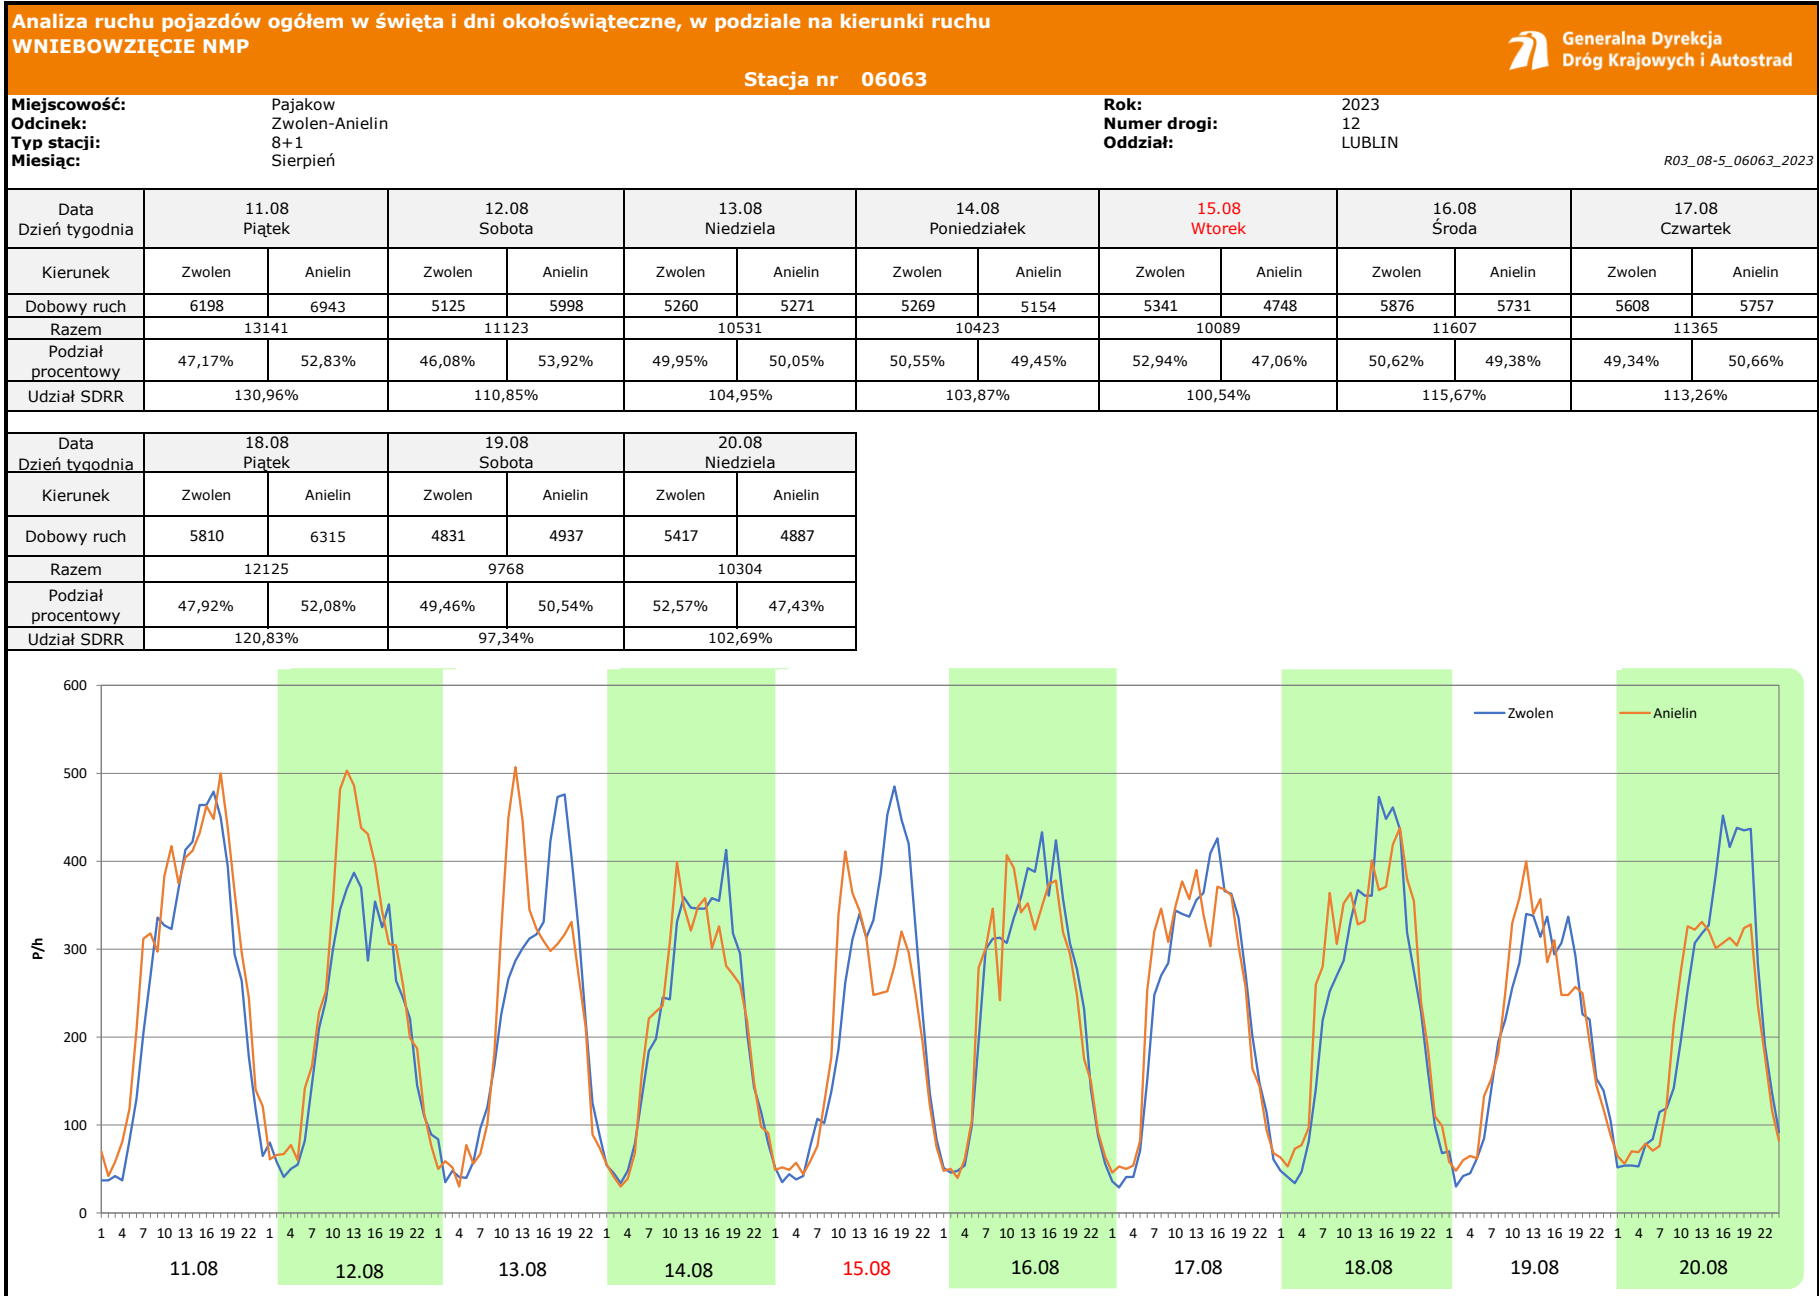 Analiza ruchu pojazdów ogółem w święta i dni okołoświąteczne, w podziale na kierunki ruchu
WNIEBOWZIĘCIE NMP
Generalna Dyrekcja
Dróg Krajowych i Autostrad
Stacja nr 06063
Miejscowość: Pajakow Rok: 2023
Odcinek: Zwolen-Anielin Numer drogi: 12
Typ stacji: 8+1 Oddział: LUBLIN
Miesiąc: Sierpień R03_08-5_06063_2023
Data 11.08 12.08 13.08 14.08 15.08 16.08 17.08
Dzień tygodnia Piątek Sobota Niedziela Poniedziałek Wtorek Środa Czwartek
Kierunek Zwolen Anielin Zwolen Anielin Zwolen Anielin Zwolen Anielin Zwolen Anielin Zwolen Anielin Zwolen Anielin
Dobowy ruch 6198 6943 5125 5998 5260 5271 5269 5154 5341 4748 5876 5731 5608 5757
Razem 13141 11123 10531 10423 10089 11607 11365
Podział
procentowy 47,17% 52,83% 46,08% 53,92% 49,95% 50,05% 50,55% 49,45% 52,94% 47,06% 50,62% 49,38% 49,34% 50,66%
Udział SDRR 130,96% 110,85% 104,95% 103,87% 100,54% 115,67% 113,26%
Data 18.08 19.08 20.08
Dzień tygodnia Piątek Sobota Niedziela
Kierunek Zwolen Anielin Zwolen Anielin Zwolen Anielin
Dobowy ruch 5810 6315 4831 4937 5417 4887
Razem 12125 9768 10304
Podział
procentowy 47,92% 52,08% 49,46% 50,54% 52,57% 47,43%
Udział SDRR 120,83% 97,34% 102,69%
600
Zwolen Anielin
500
400
P/h
300
200
100
0
1 4 7 10 13 16 19 22 1 4 7 10 13 16 19 22 1 4 7 10 13 16 19 22 1 4 7 10 13 16 19 22 1 4 7 10 13 16 19 22 1 4 7 10 13 16 19 22 1 4 7 10 13 16 19 22 1 4 7 10 13 16 19 22 1 4 7 10 13 16 19 22 1 4 7 10 13 16 19 22
11.08 12.08 13.08 14.08 15.08 16.08 17.08 18.08 19.08 20.08